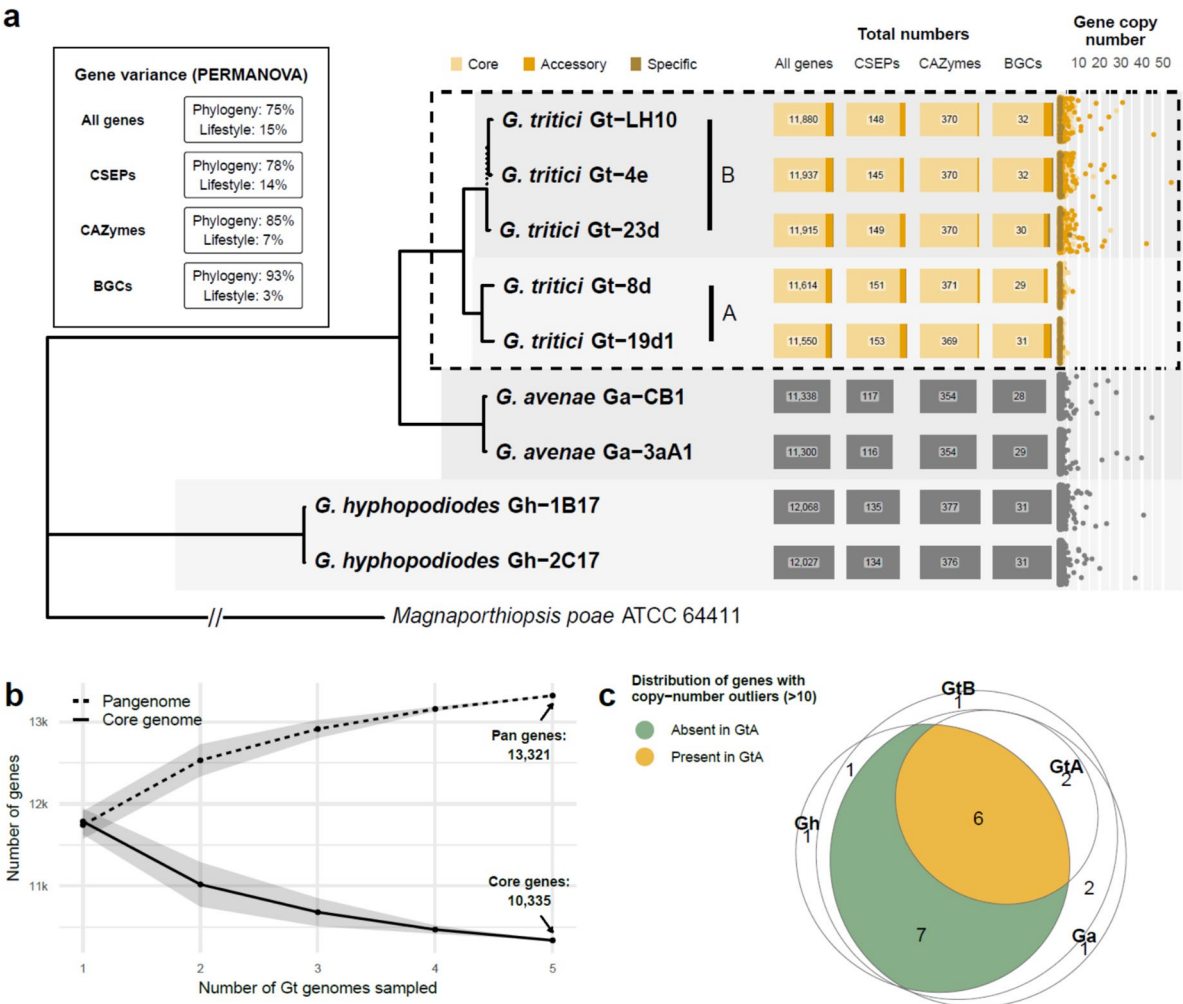 a
Gene variance (PERMANOVA)
All genes
Phylogeny: 75%
Lifestyle: 15%
CSEPs
Phylogeny: 78%
Lifestyle: 14%
CAZymes
Phylogeny: 85%
Lifestyle: 7%
BGCs
Phylogeny: 93%
Lifestyle: 3%
Core Accessory Specific
Total numbers
Gene copy
number
All genes CSEPs CAZymes BGCs
10 20 30 40 50
G. tritici Gt−LH10 11,880 148 370 32
G. tritici Gt−4e 11,937 145 370 32
G. tritici Gt−23d 11,915 149 370 30
B
G. tritici Gt−8d 11,614 151 371 29
G. tritici Gt−19d1 11,550 153 369 31
A
G. avenae Ga−CB1 11,338 117 354 28
G. avenae Ga−3aA1 11,300 116 354 29
G. hyphopodiodes Gh−1B17 12,068 135 377 31
G. hyphopodiodes Gh−2C17 12,027 134 376 31
Magnaporthiopsis poae ATCC 64411
b
Pangenome
Core genome
Number of genes
13k
12k
11k
Pan genes:
13,321
Core genes:
10,335
1 2 3 4 5
Number of Gt genomes sampled
c
Distribution of genes with
copy−number outliers (>10)
Absent in GtA
Present in GtA
GtB
1
GtA
2
1
Gh
1
6
2
7
Ga
1